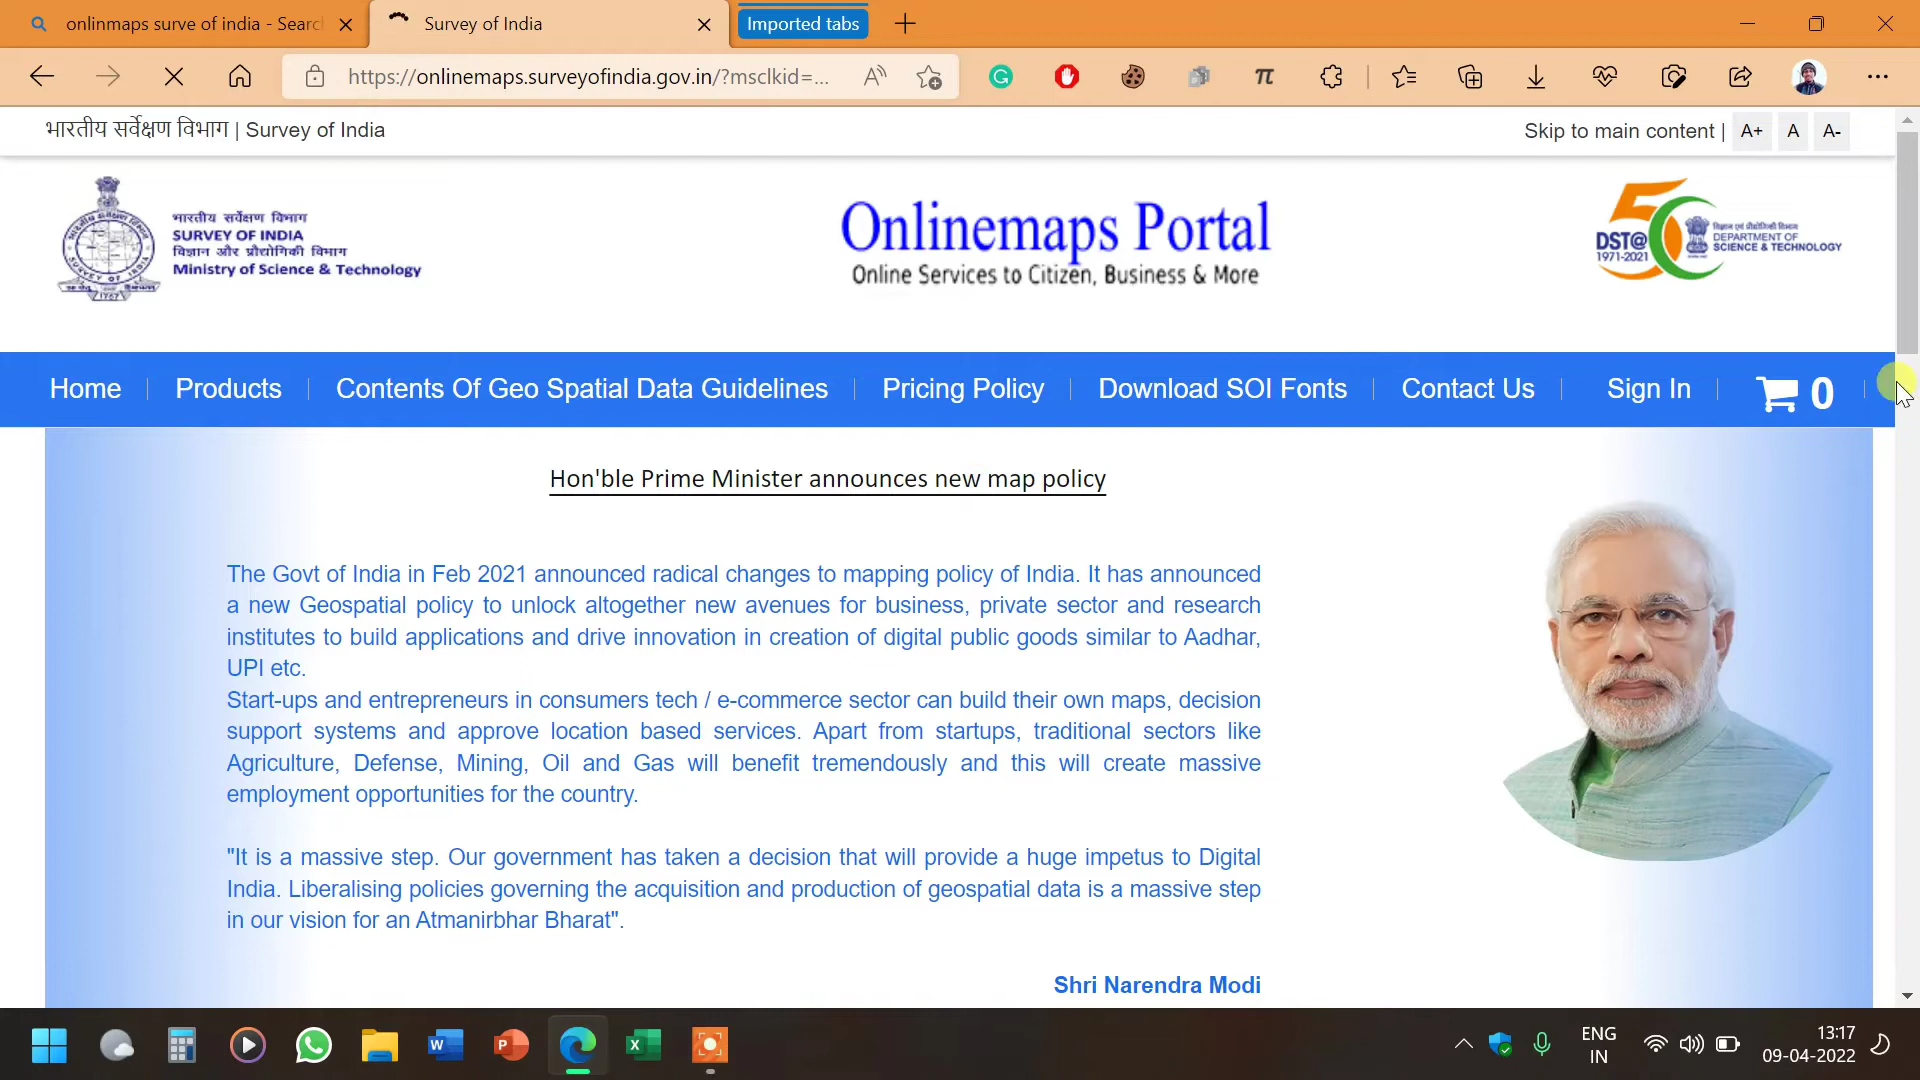 onlinmaps surve of india - Searc
Survey of India
Imported tabs
https://onlinemaps.surveyofindia.gov.in/?msclkid=...
भारतीय सर्वेक्षण विभाग | Survey of India
Skip to main content | A+ A A-
भारतीय सर्वेक्षण विभाग
SURVEY OF INDIA
विज्ञान और प्रौद्योगिकी विभाग
Ministry of Science & Technology
SURVEY OF INDIA
1767
Onlinemaps Portal
Online Services to Citizen, Business & More
50
DST@
1971-2021
विज्ञान एवं प्रौद्योगिकी विभाग
DEPARTMENT OF
SCIENCE & TECHNOLOGY
Home
Products
Contents Of Geo Spatial Data Guidelines
Pricing Policy
Download SOI Fonts
Contact Us
Sign In
0
Hon'ble Prime Minister announces new map policy
The Govt of India in Feb 2021 announced radical changes to mapping policy of India. It has announced
a new Geospatial policy to unlock altogether new avenues for business, private sector and research
institutes to build applications and drive innovation in creation of digital public goods similar to Aadhar,
UPI etc.
Start-ups and entrepreneurs in consumers tech / e-commerce sector can build their own maps, decision
support systems and approve location based services. Apart from startups, traditional sectors like
Agriculture, Defense, Mining, Oil and Gas will benefit tremendously and this will create massive
employment opportunities for the country.
"It is a massive step. Our government has taken a decision that will provide a huge impetus to Digital
India. Liberalising policies governing the acquisition and production of geospatial data is a massive step
in our vision for an Atmanirbhar Bharat".
Shri Narendra Modi
ENG
IN
13:17
09-04-2022